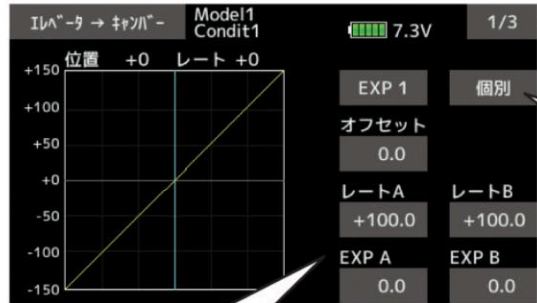 ｴﾚﾍﾞｰﾀ → ｷｬﾝﾊﾞｰ
Model1
Condit1
7.3V
1/3
位置 +0 レート +0
+150
+100
+50
+0
-50
-100
-150
EXP 1
個別
オフセット
0.0
レートA
レートB
+100.0
+100.0
EXP A
EXP B
0.0
0.0